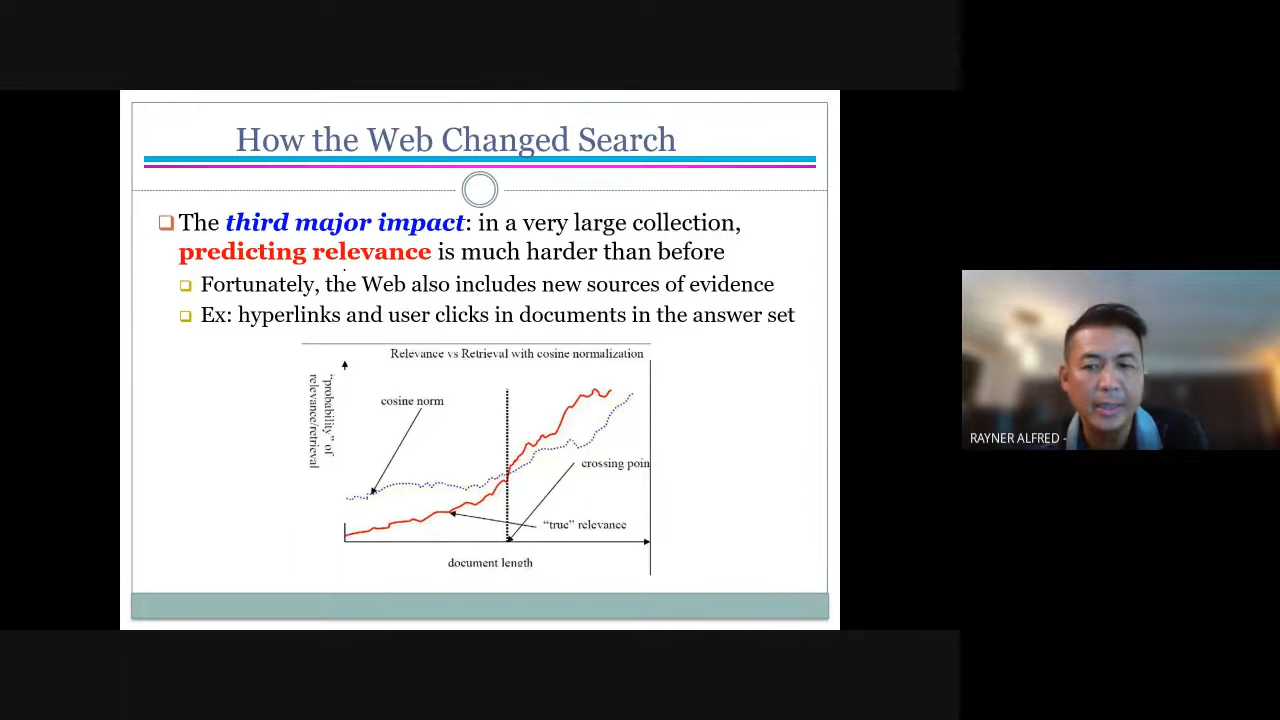 How the Web Changed Search
The third major impact: in a very large collection,
predicting relevance is much harder than before
Fortunately, the Web also includes new sources of evidence
Ex: hyperlinks and user clicks in documents in the answer set
Relevance vs Retrieval with cosine normalization
"probability" of
relevance/retrieval
cosine norm
crossing poin
"true" relevance
document length
RAYNER ALFRED -